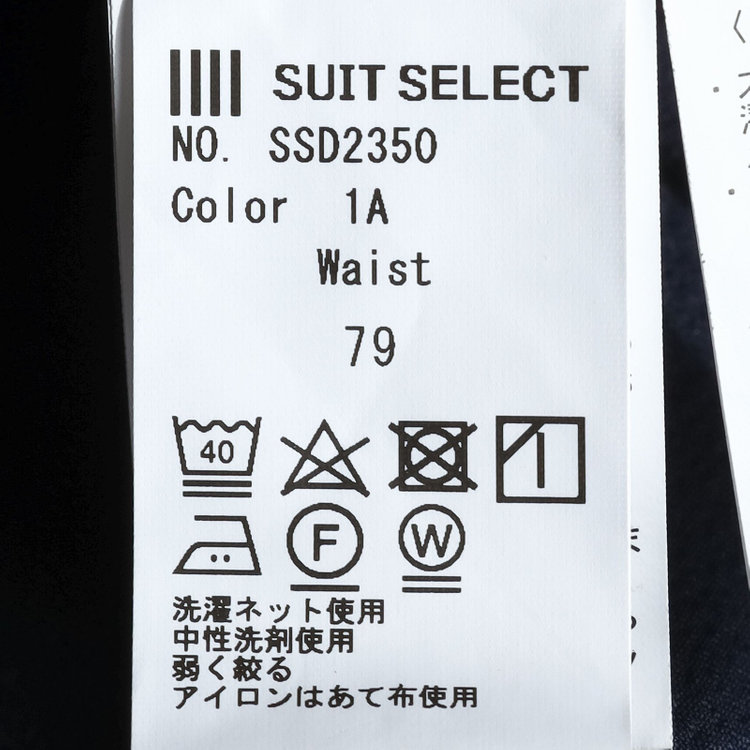 SUIT SELECT
NO. SSD2350
Color 1A
Waist
79
40
F W
洗濯ネット使用
中性洗剤使用
弱く絞る
アイロンはあて布使用